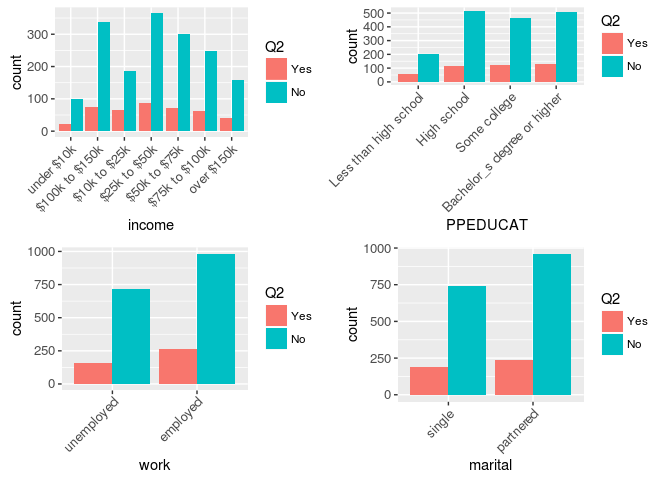 count
300
200
100
0
under $10k
$100k to $150k
$10k to $25k
$25k to $50k
$50k to $75k
$75k to $100k
over $150k
income
Q2
Yes
No
count
500
400
300
200
100
0
Less than high school
High school
Some college
Bachelor_s degree or higher
PPEDUCAT
Q2
Yes
No
count
1000
750
500
250
0
unemployed
employed
work
Q2
Yes
No
count
1000
750
500
250
0
single
partnered
marital
Q2
Yes
No